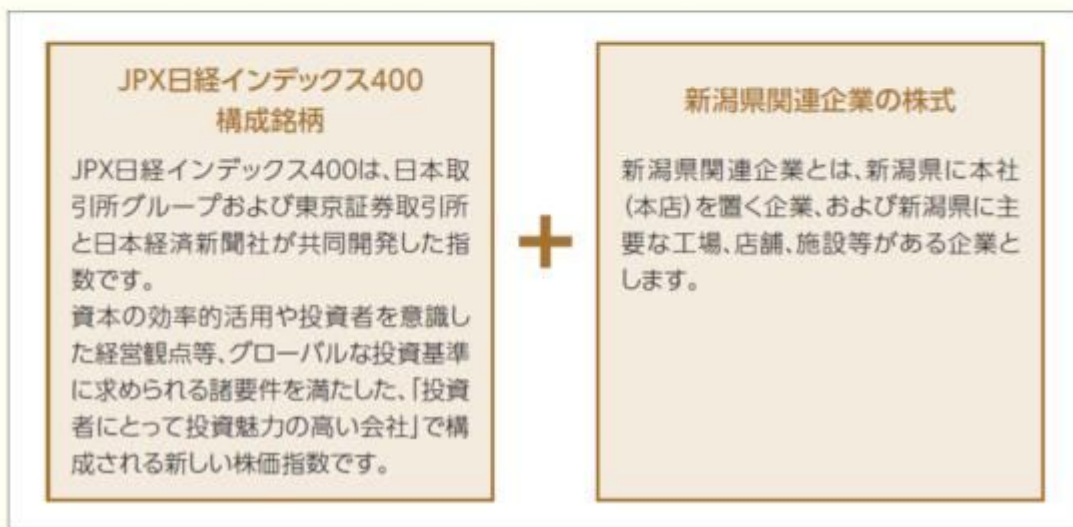 JPX日経インデックス400
構成銘柄
JPX日経インデックス400は、日本取
引所グループおよび東京証券取引所
と日本経済新聞社が共同開発した指
数です。
資本の効率的活用や投資者を意識し
た経営観点等、グローバルな投資基準
に求められる諸要件を満たした、「投資
者にとって投資魅力の高い会社」で構
成される新しい株価指数です。
+
新潟県関連企業の株式
新潟県関連企業とは、新潟県に本社
(本店)を置く企業、および新潟県に主
要な工場、店舗、施設等がある企業と
します。